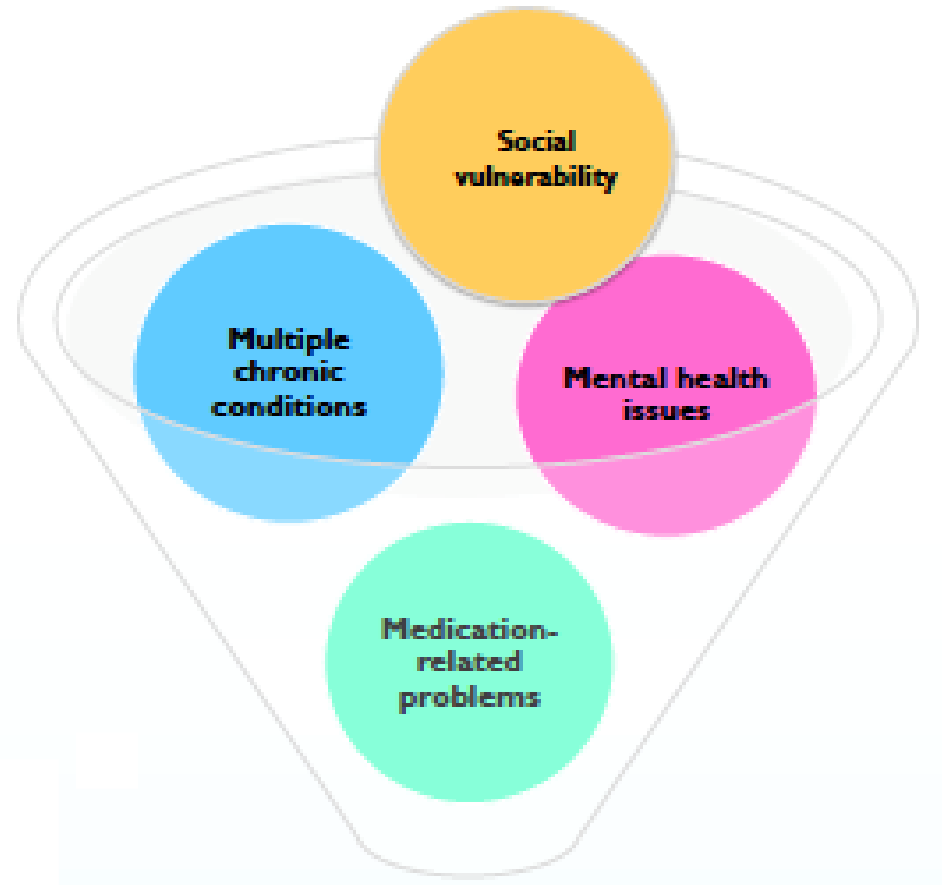 Social
vulnerability
Multiple
chronic
conditions
Mental health
issues
Medication-
related
problems